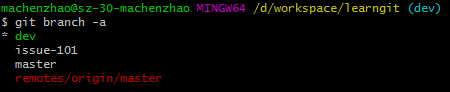 machenzhao@sz-30-machenzhao MINGW64 /d/workspace/learngit (dev)
$ git branch -a
* dev
  issue-101
  master
  remotes/origin/master